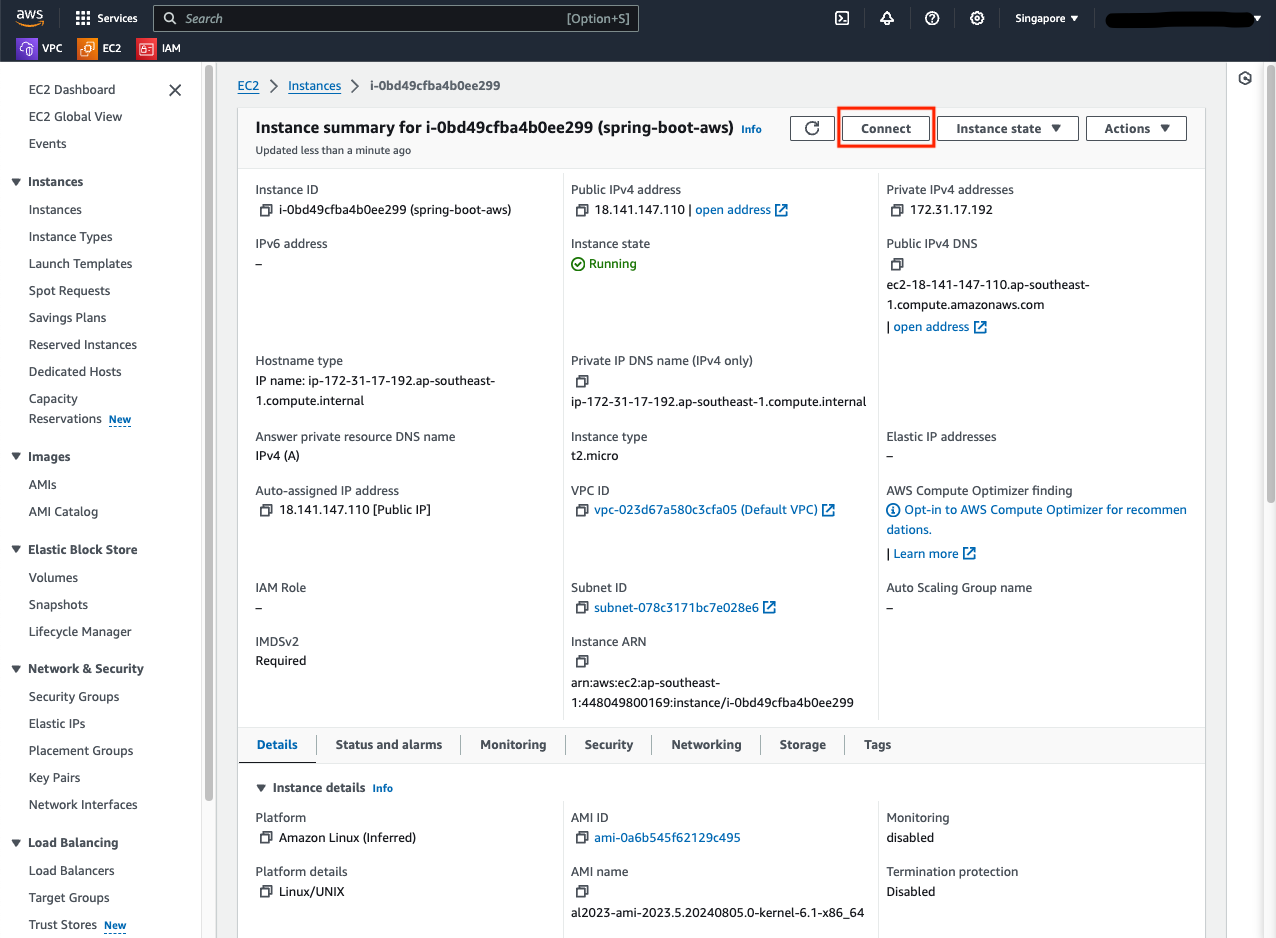 aws
Services
Search
[Option+S]
Singapore
VPC
EC2
IAM
EC2 Dashboard
EC2 Global View
Events
Instances
Instances
Instance Types
Launch Templates
Spot Requests
Savings Plans
Reserved Instances
Dedicated Hosts
Capacity
Reservations New
Images
AMIs
AMI Catalog
Elastic Block Store
Volumes
Snapshots
Lifecycle Manager
Network & Security
Security Groups
Elastic IPs
Placement Groups
Key Pairs
Network Interfaces
Load Balancing
Load Balancers
Target Groups
Trust Stores New
EC2
Instances
i-0bd49cfba4b0ee299
Instance summary for i-0bd49cfba4b0ee299 (spring-boot-aws) Info
Updated less than a minute ago
Connect
Instance state
Actions
Instance ID
i-0bd49cfba4b0ee299 (spring-boot-aws)
Public IPv4 address
18.141.147.110 | open address
Private IPv4 addresses
172.31.17.192
IPv6 address
–
Instance state
Running
Public IPv4 DNS
ec2-18-141-147-110.ap-southeast-
1.compute.amazonaws.com
| open address
Hostname type
IP name: ip-172-31-17-192.ap-southeast-
1.compute.internal
Private IP DNS name (IPv4 only)
ip-172-31-17-192.ap-southeast-1.compute.internal
Answer private resource DNS name
IPv4 (A)
Instance type
t2.micro
Elastic IP addresses
–
Auto-assigned IP address
18.141.147.110 [Public IP]
VPC ID
vpc-023d67a580c3cfa05 (Default VPC)
AWS Compute Optimizer finding
Opt-in to AWS Compute Optimizer for recommen
dations.
| Learn more
IAM Role
–
Subnet ID
subnet-078c3171bc7e028e6
Auto Scaling Group name
–
IMDSv2
Required
Instance ARN
arn:aws:ec2:ap-southeast-
1:448049800169:instance/i-0bd49cfba4b0ee299
Details
Status and alarms
Monitoring
Security
Networking
Storage
Tags
Instance details Info
Platform
Amazon Linux (Inferred)
AMI ID
ami-0a6b545f62129c495
Monitoring
disabled
Platform details
Linux/UNIX
AMI name
al2023-ami-2023.5.20240805.0-kernel-6.1-x86_64
Termination protection
Disabled